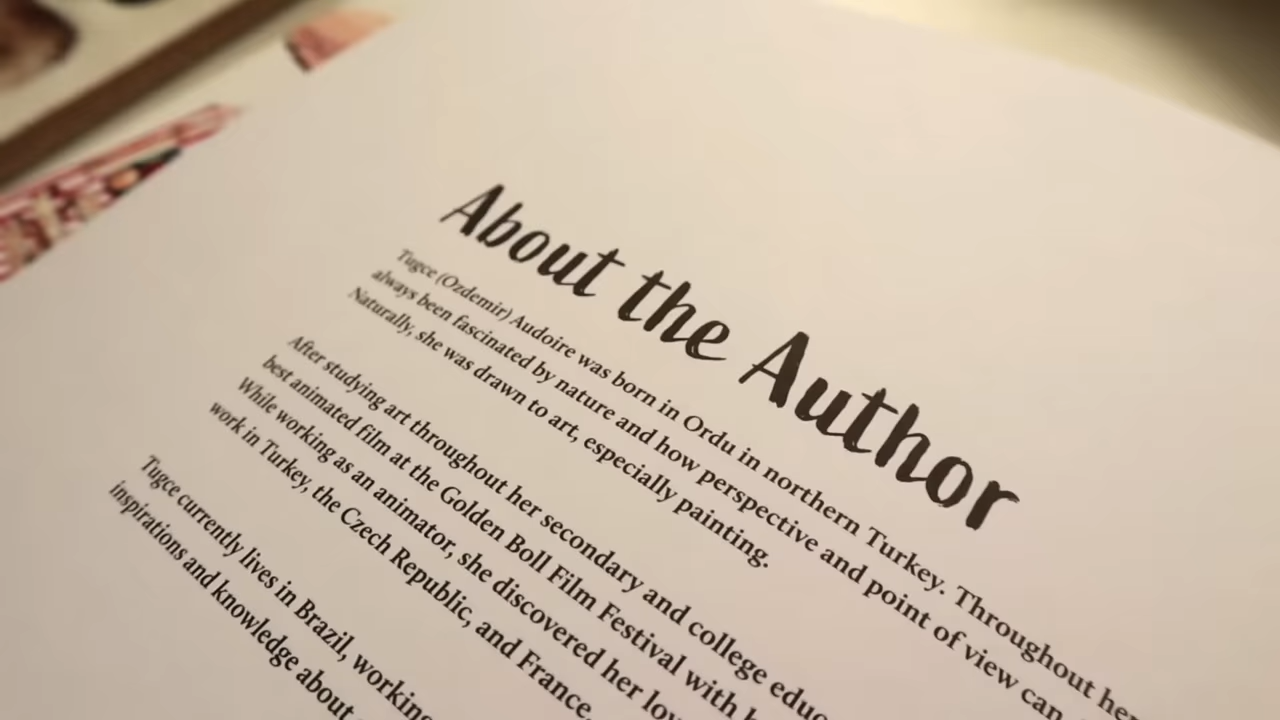 About the Author
Tugce (Ozdemir) Audoire was born in Ordu in northern Turkey. Throughout her
always been fascinated by nature and how perspective and point of view can
Naturally, she was drawn to art, especially painting.
After studying art throughout her secondary and college educ
best animated film at the Golden Boll Film Festival with h
While working as an animator, she discovered her lov
work in Turkey, the Czech Republic, and France.
Tugce currently lives in Brazil, working
inspirations and knowledge about